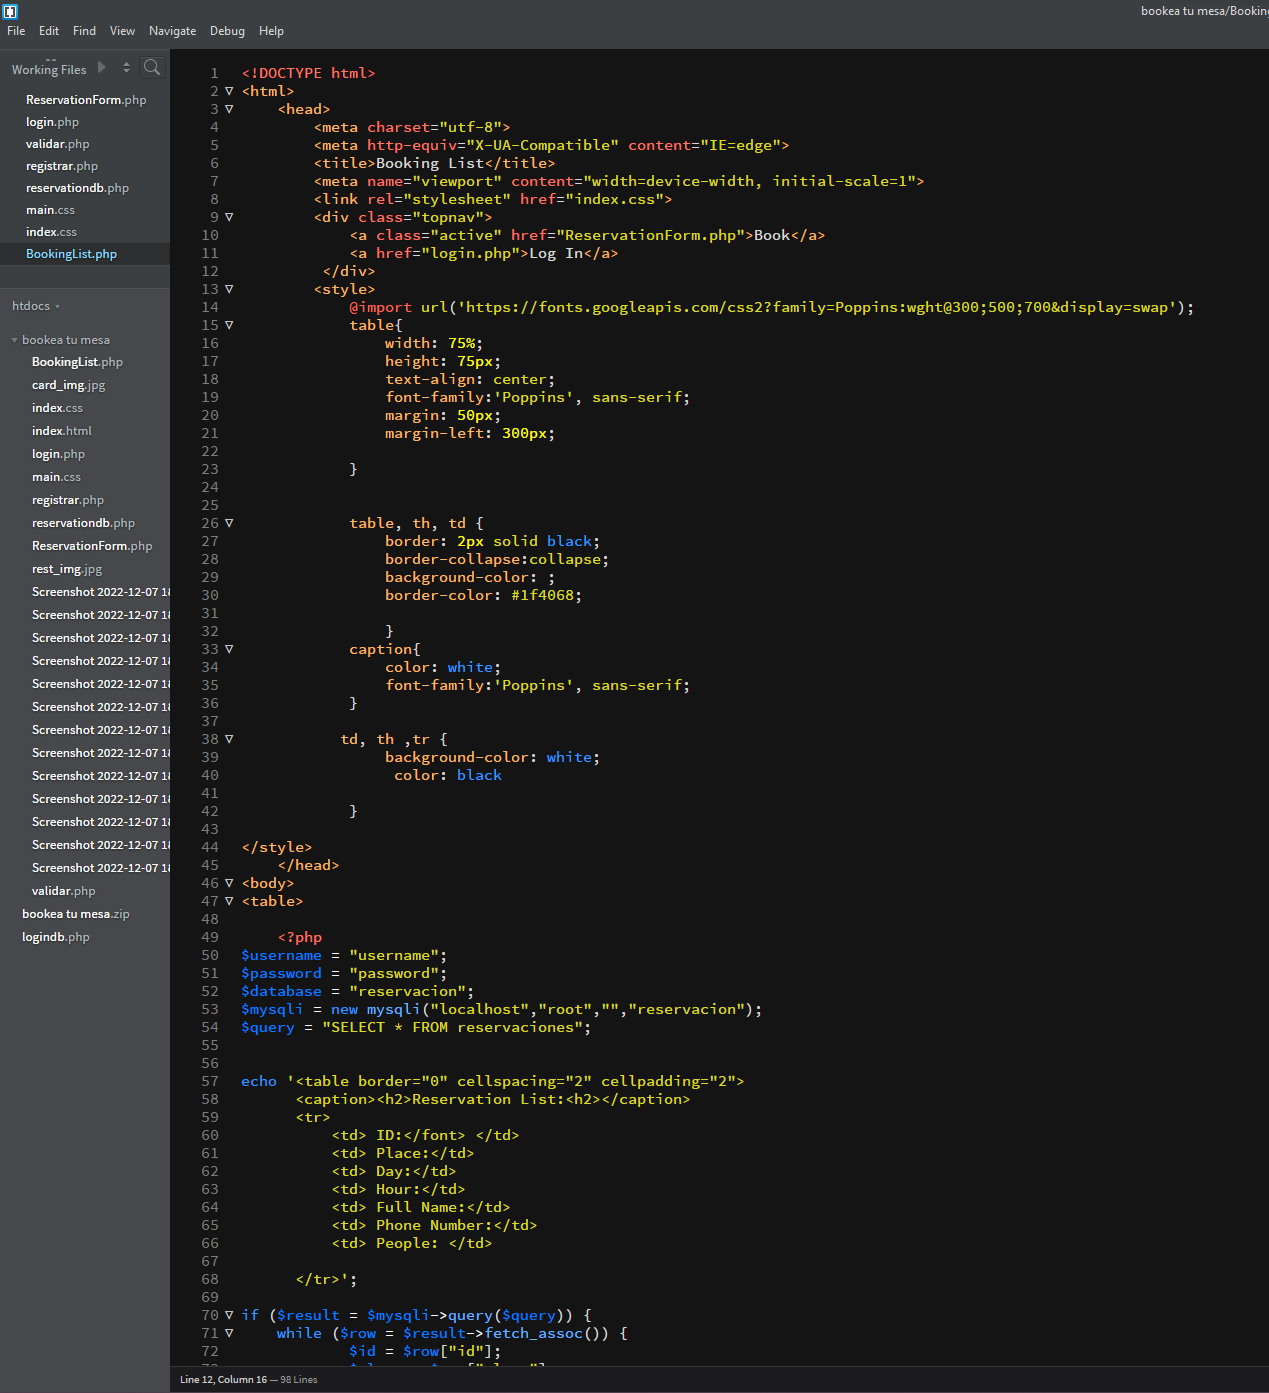 bookea tu mesa/Booking
File Edit Find View Navigate Debug Help
Working Files
ReservationForm.php
login.php
validar.php
registrar.php
reservationdb.php
main.css
index.css
BookingList.php
htdocs
bookea tu mesa
BookingList.php
card_img.jpg
index.css
index.html
login.php
main.css
registrar.php
reservationdb.php
ReservationForm.php
rest_img.jpg
Screenshot 2022-12-07 18
Screenshot 2022-12-07 18
Screenshot 2022-12-07 18
Screenshot 2022-12-07 18
Screenshot 2022-12-07 18
Screenshot 2022-12-07 18
Screenshot 2022-12-07 18
Screenshot 2022-12-07 18
Screenshot 2022-12-07 18
Screenshot 2022-12-07 18
Screenshot 2022-12-07 18
Screenshot 2022-12-07 18
Screenshot 2022-12-07 18
validar.php
bookea tu mesa.zip
logindb.php
1 <!DOCTYPE html>
2 <html>
3 <head>
4 <meta charset="utf-8">
5 <meta http-equiv="X-UA-Compatible" content="IE=edge">
6 <title>Booking List</title>
7 <meta name="viewport" content="width=device-width, initial-scale=1">
8 <link rel="stylesheet" href="index.css">
9 <div class="topnav">
10 <a class="active" href="ReservationForm.php">Book</a>
11 <a href="login.php">Log In</a>
12 </div>
13 <style>
14 @import url('https://fonts.googleapis.com/css2?family=Poppins:wght@300;500;700&display=swap');
15 table{
16 width: 75%;
17 height: 75px;
18 text-align: center;
19 font-family:'Poppins', sans-serif;
20 margin: 50px;
21 margin-left: 300px;
22
23 }
24
25
26 table, th, td {
27 border: 2px solid black;
28 border-collapse:collapse;
29 background-color: ;
30 border-color: #1f4068;
31
32 }
33 caption{
34 color: white;
35 font-family:'Poppins', sans-serif;
36 }
37
38 td, th ,tr {
39 background-color: white;
40 color: black
41
42 }
43
44 </style>
45 </head>
46 <body>
47 <table>
48
49 <?php
50 $username = "username";
51 $password = "password";
52 $database = "reservacion";
53 $mysqli = new mysqli("localhost","root","","reservacion");
54 $query = "SELECT * FROM reservaciones";
55
56
57 echo '<table border="0" cellspacing="2" cellpadding="2">
58 <caption><h2>Reservation List:<h2></caption>
59 <tr>
60 <td> ID:</font> </td>
61 <td> Place:</td>
62 <td> Day:</td>
63 <td> Hour:</td>
64 <td> Full Name:</td>
65 <td> Phone Number:</td>
66 <td> People: </td>
67
68 </tr>';
69
70 if ($result = $mysqli->query($query)) {
71 while ($row = $result->fetch_assoc()) {
72 $id = $row["id"];
Line 12, Column 16 — 98 Lines